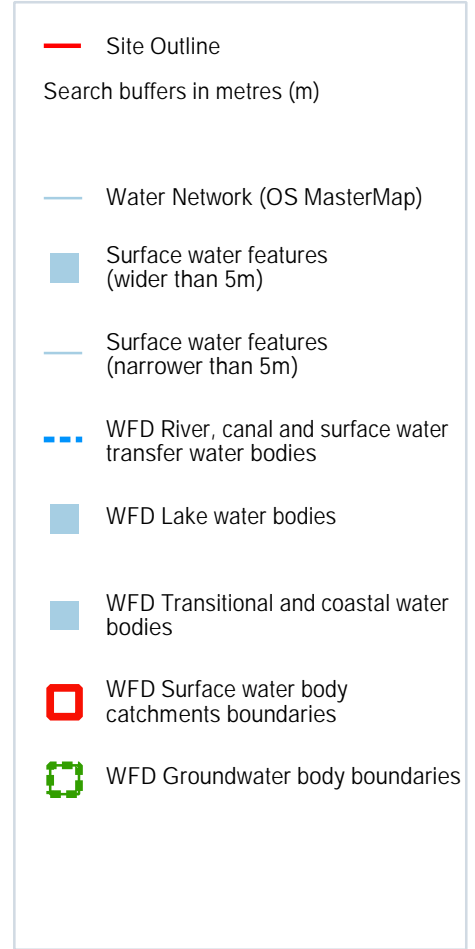 Site Outline
Search buffers in metres (m)
Water Network (OS MasterMap)
Surface water features
(wider than 5m)
Surface water features
(narrower than 5m)
WFD River, canal and surface water
transfer water bodies
WFD Lake water bodies
WFD Transitional and coastal water
bodies
WFD Surface water body
catchments boundaries
WFD Groundwater body boundaries